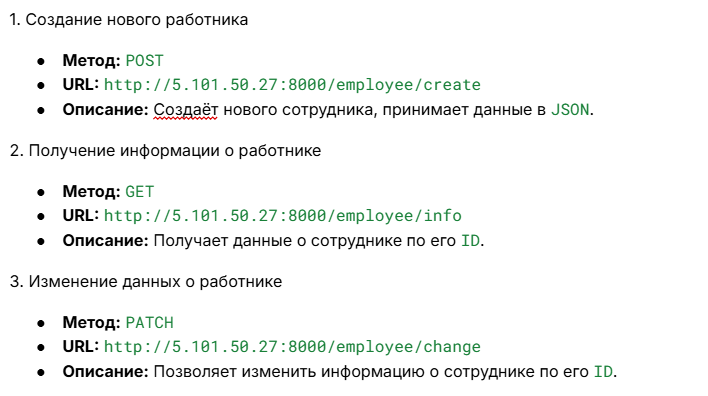 1. Создание нового работника
● Метод: POST
● URL: http://5.101.50.27:8000/employee/create
● Описание: Создаёт нового сотрудника, принимает данные в JSON.
2. Получение информации о работнике
● Метод: GET
● URL: http://5.101.50.27:8000/employee/info
● Описание: Получает данные о сотруднике по его ID.
3. Изменение данных о работнике
● Метод: PATCH
● URL: http://5.101.50.27:8000/employee/change
● Описание: Позволяет изменить информацию о сотруднике по его ID.